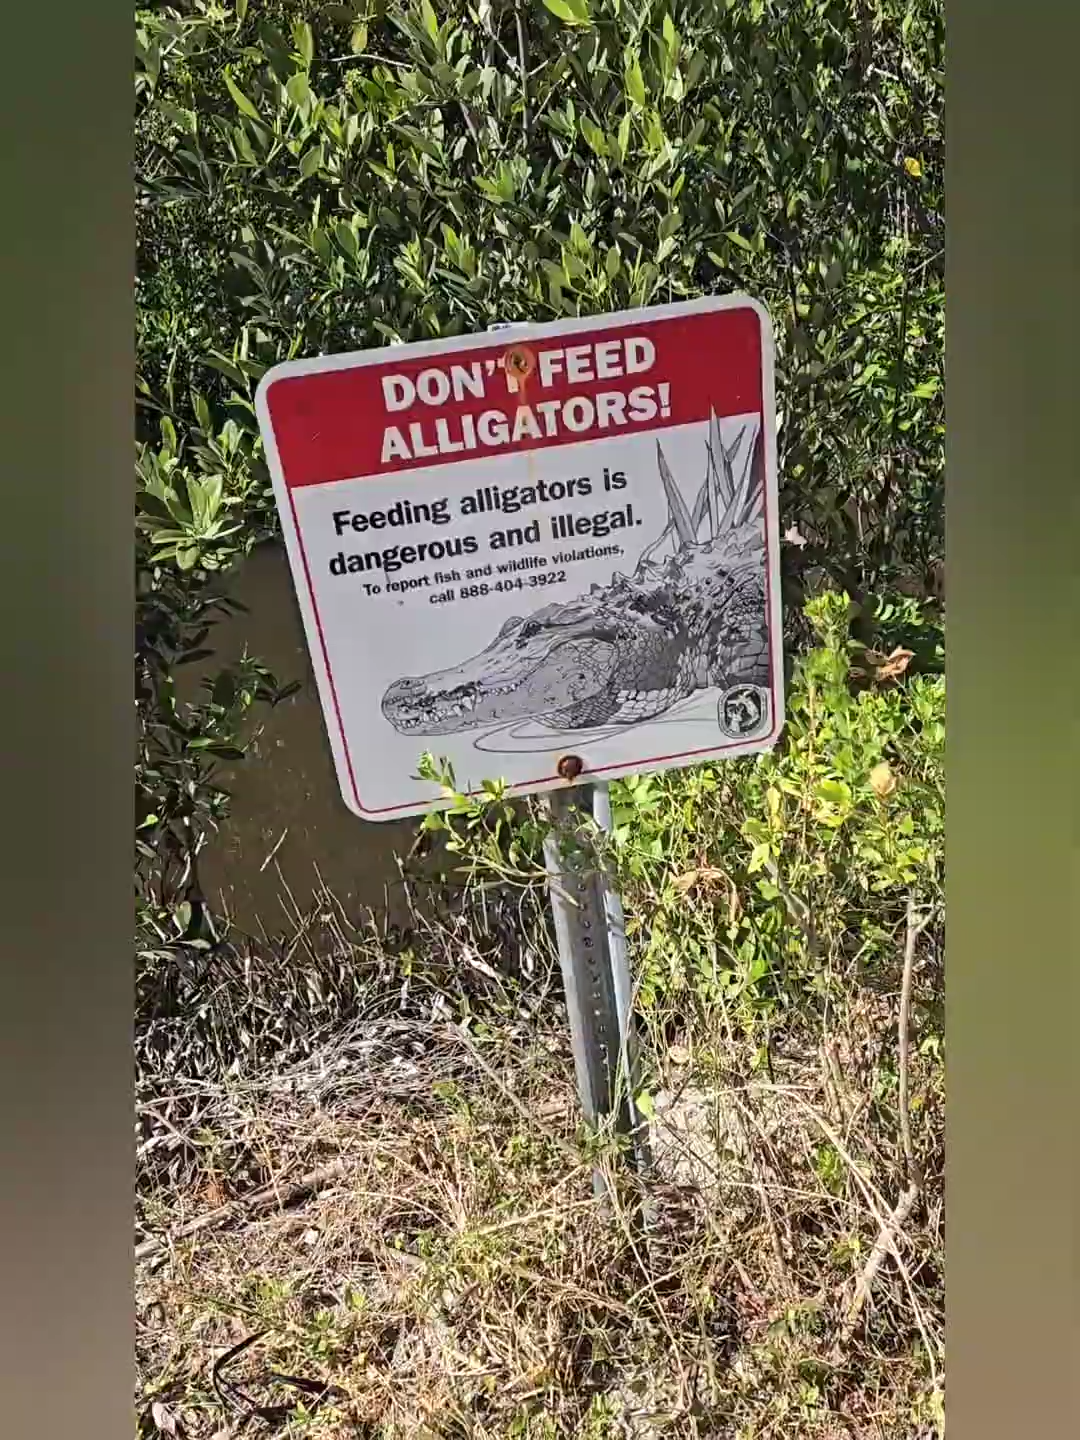 DON'T FEED
ALLIGATORS!
Feeding alligators is
dangerous and illegal.
To report fish and wildlife violations,
call 888-404-3922